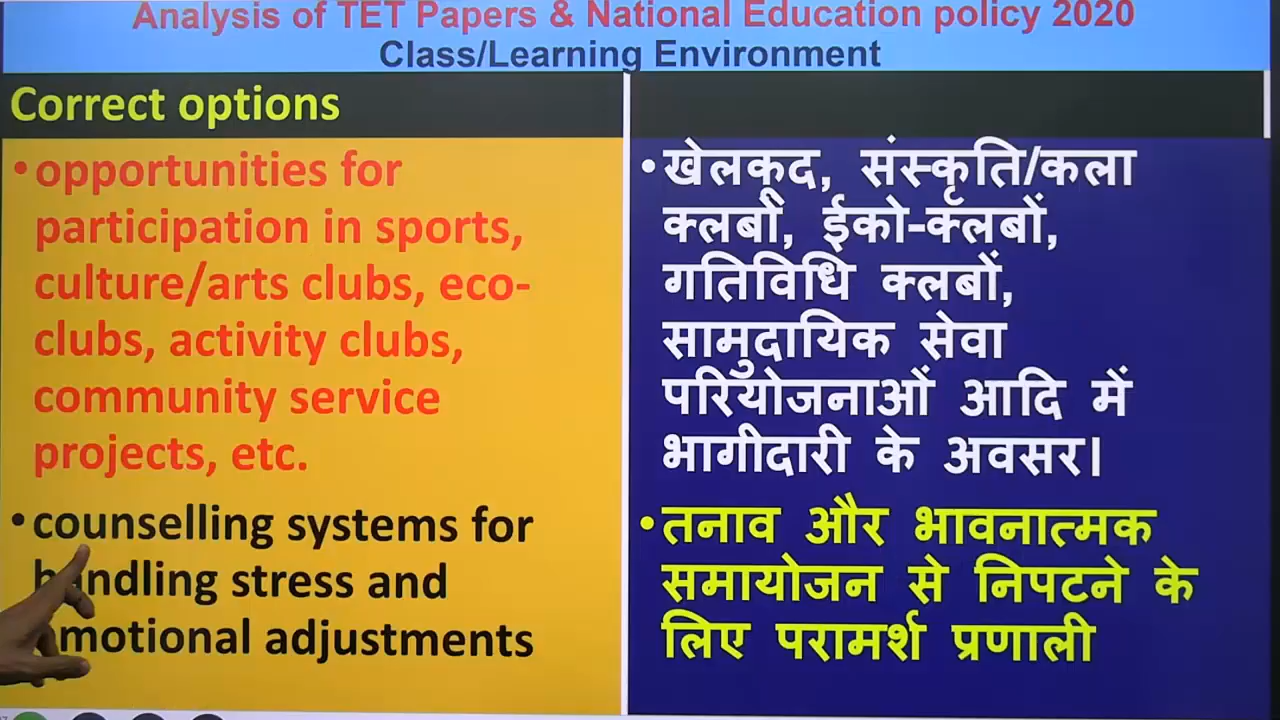 Analysis of TET Papers & National Education policy 2020
Class/Learning Environment
Correct options
•opportunities for
participation in sports,
culture/arts clubs, eco-
clubs, activity clubs,
community service
projects, etc.
•counselling systems for
handling stress and
emotional adjustments
•खेलकूद, संस्कृति/कला
क्लबों, ईको-क्लबों,
गतिविधि क्लबों,
सामुदायिक सेवा
परियोजनाओं आदि में
भागीदारी के अवसर।
•तनाव और भावनात्मक
समायोजन से निपटने के
लिए परामर्श प्रणाली